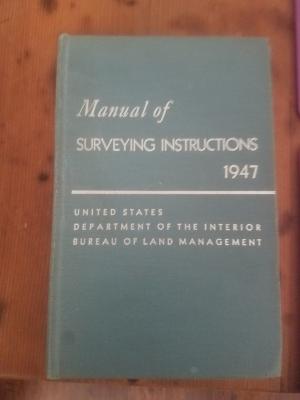 Manual of
SURVEYING INSTRUCTIONS
1947
UNITED STATES
DEPARTMENT OF THE INTERIOR
BUREAU OF LAND MANAGEMENT